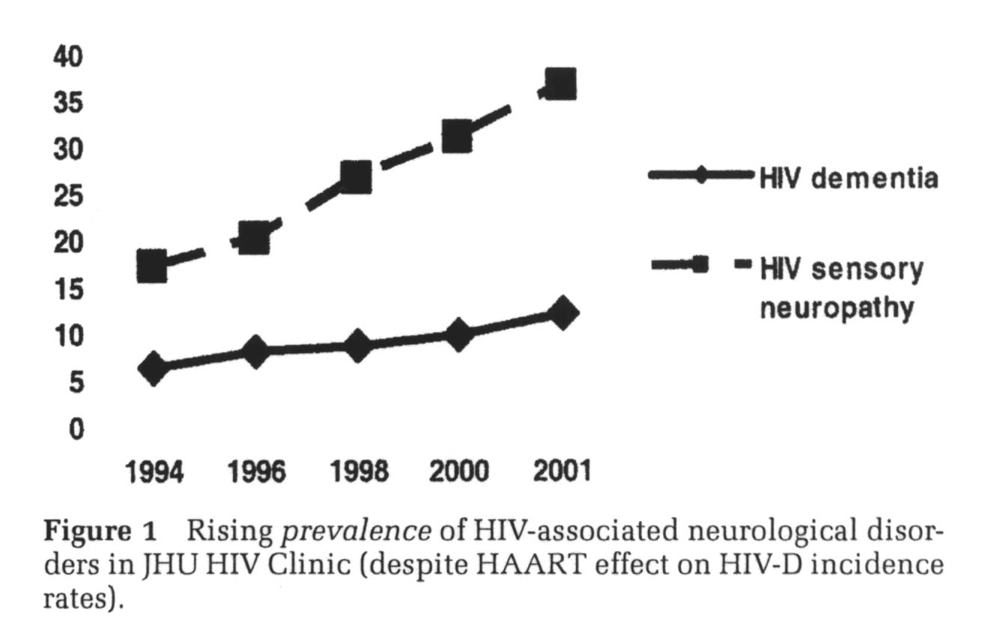 40
35
30
25
20
15
10
5
0
1994 1996 1998 2000 2001
HIV dementia
HIV sensory
neuropathy
Figure 1 Rising prevalence of HIV-associated neurological disor-
ders in JHU HIV Clinic (despite HAART effect on HIV-D incidence
rates).